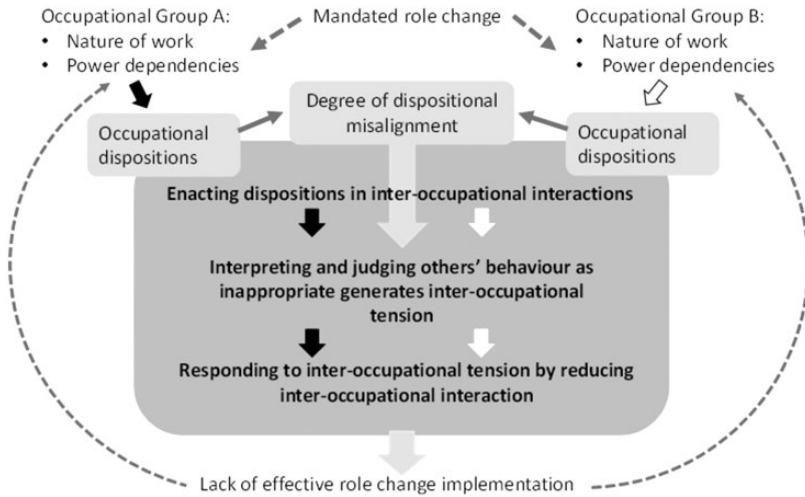 Occupational Group A:
• Nature of work
• Power dependencies
Mandated role change
Occupational Group B:
• Nature of work
• Power dependencies
Occupational
dispositions
Degree of dispositional
misalignment
Occupational
dispositions
Enacting dispositions in inter-occupational interactions
Interpreting and judging others’ behaviour as
inappropriate generates inter-occupational
tension
Responding to inter-occupational tension by reducing
inter-occupational interaction
Lack of effective role change implementation